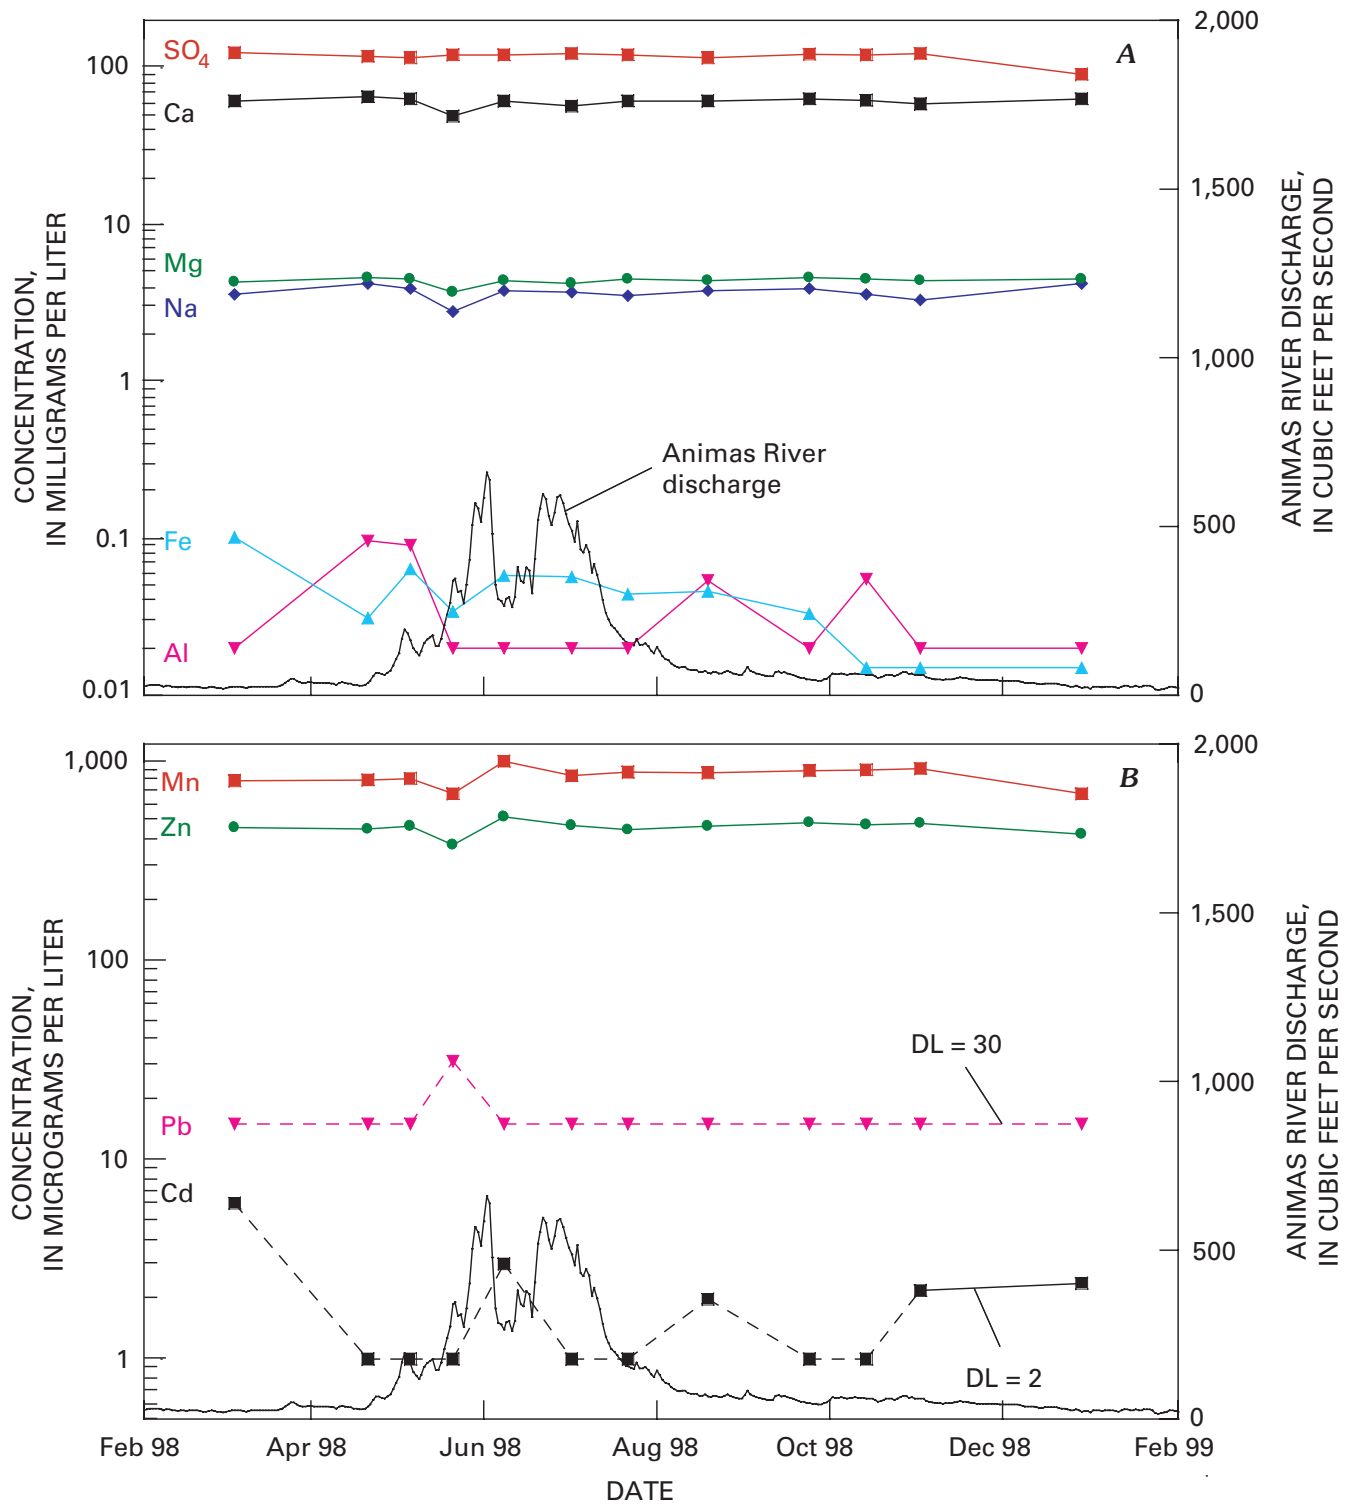 A
SO4
Ca
Mg
Na
Fe
Al
Animas River
discharge
100
10
1
0.1
0.01
CONCENTRATION,
IN MILLIGRAMS PER LITER
2,000
1,500
1,000
500
0
ANIMAS RIVER DISCHARGE,
IN CUBIC FEET PER SECOND
B
Mn
Zn
Pb
Cd
DL = 30
DL = 2
1,000
100
10
1
CONCENTRATION,
IN MICROGRAMS PER LITER
2,000
1,500
1,000
500
0
ANIMAS RIVER DISCHARGE,
IN CUBIC FEET PER SECOND
Feb 98 Apr 98 Jun 98 Aug 98 Oct 98 Dec 98 Feb 99
DATE